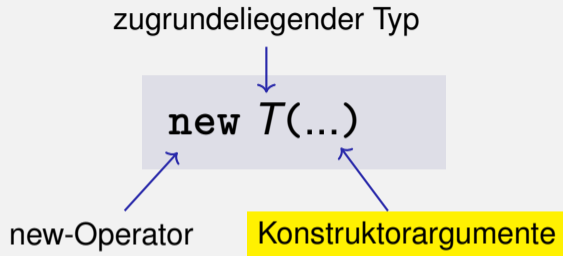 zugrundeliegender Typ
new T(...)
new-Operator
Konstruktorargumente